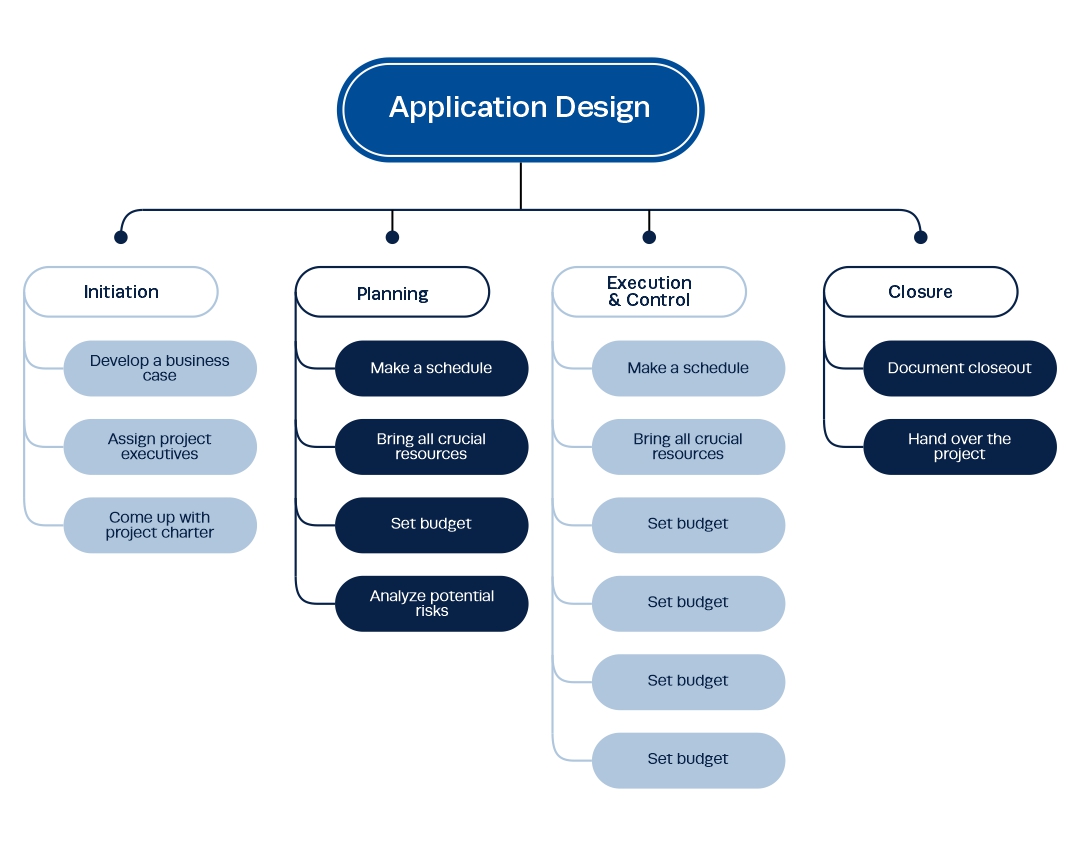 Application Design
Initiation
Develop a business
case
Assign project
executives
Come up with
project charter
Planning
Make a schedule
Bring all crucial
resources
Set budget
Analyze potential
risks
Execution
& Control
Make a schedule
Bring all crucial
resources
Set budget
Set budget
Set budget
Set budget
Closure
Document closeout
Hand over the
project